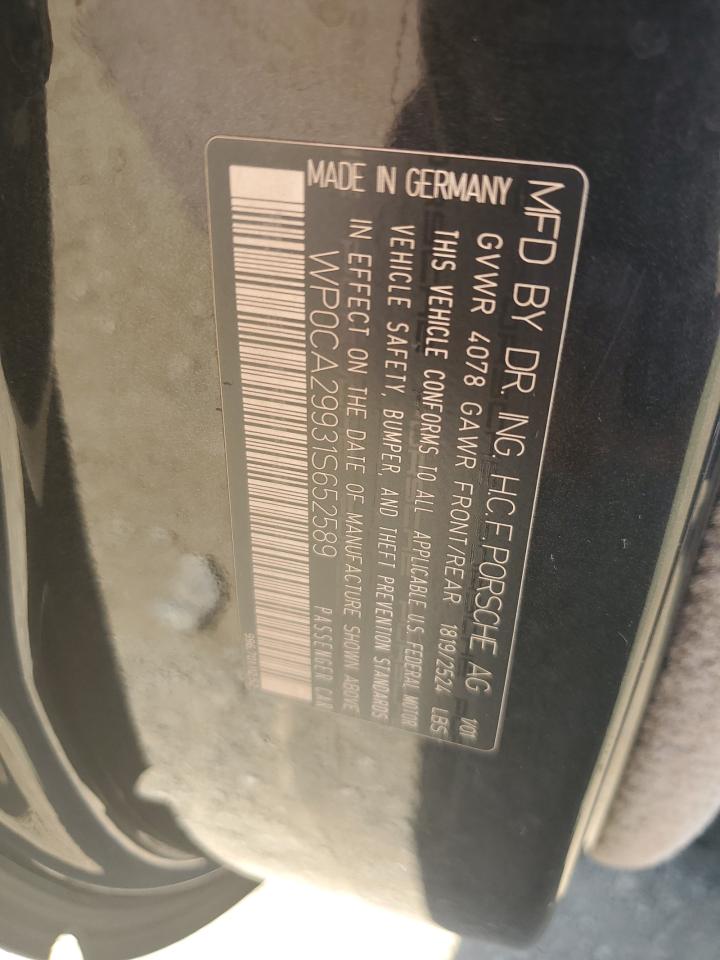 MFD BY DR. ING. H.C.F. PORSCHE AG 1/01
GVWR 4078 GAWR FRONT/REAR 1819/2524 LBS
THIS VEHICLE CONFORMS TO ALL APPLICABLE U.S. FEDERAL MOTOR
VEHICLE SAFETY, BUMPER, AND THEFT PREVENTION STANDARDS
IN EFFECT ON THE DATE OF MANUFACTURE SHOWN ABOVE
MADE IN GERMANY
WP0CA29931S652589 PASSENGER CAR